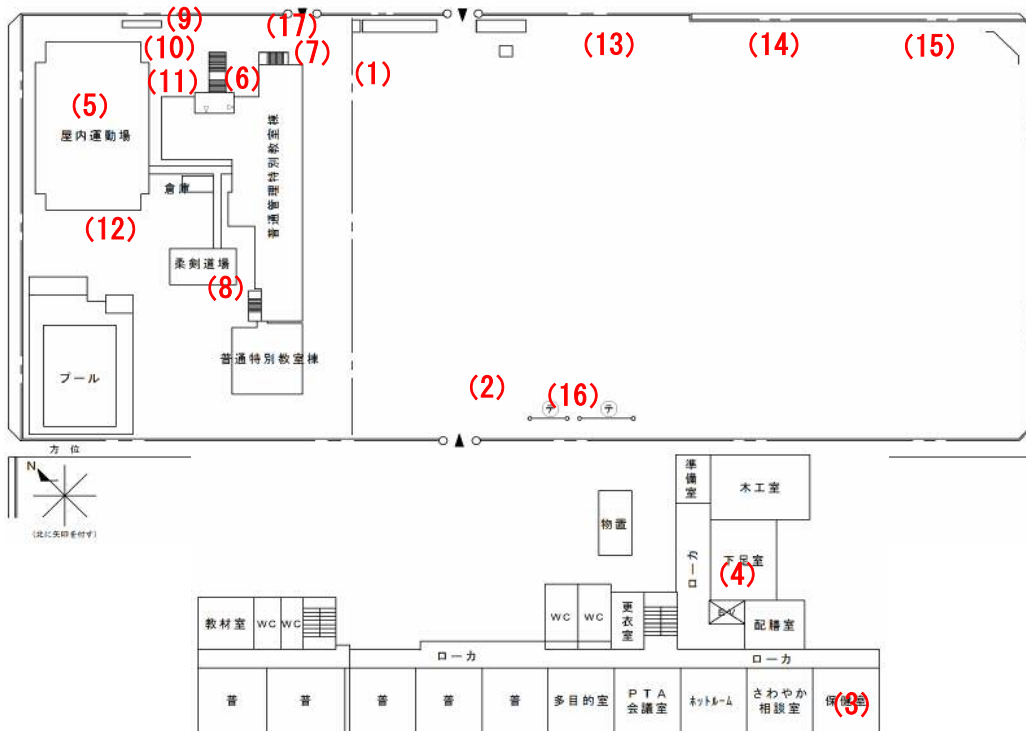 (9)
(17)
(10)
(7)
(13)
(14)
(15)
(1)
(11)
(6)
(5)
屋内運動場
普通管理特別教室棟
倉庫
(12)
柔剣道場
(8)
普通特別教室棟
プール
(2)
(16)
テ
テ
方位
N
(北に矢印を付す)
準備室
木工室
物置
ローカ
下足室
(4)
EV
教材室
WC
WC
WC
WC
更衣室
配膳室
ローカ
ローカ
普
普
普
普
普
多目的室
PTA
会議室
ホットルーム
さわやか
相談室
保健室
(3)